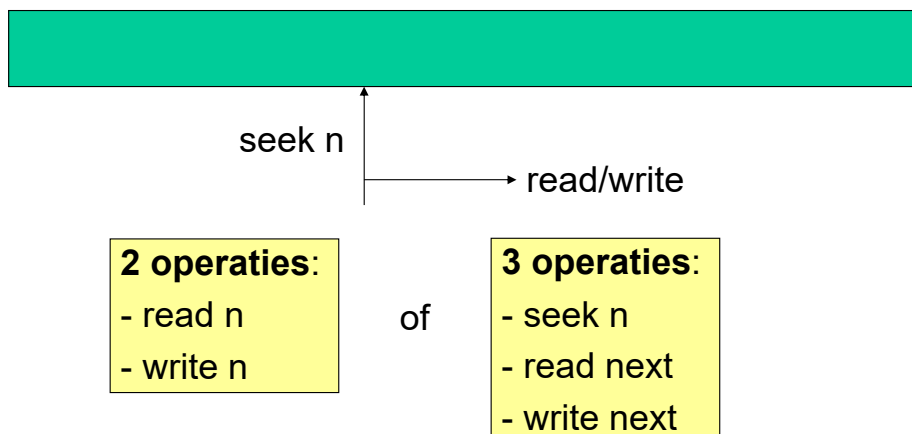 seek n
read/write
2 operaties:
- read n
- write n
of
3 operaties:
- seek n
- read next
- write next